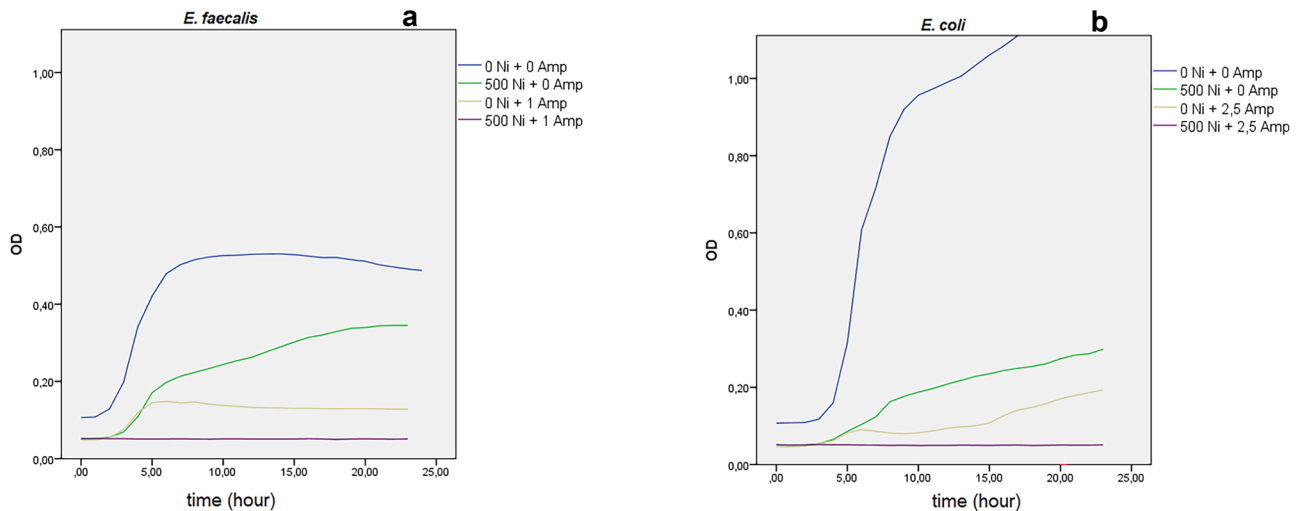 E. faecalis
a
1,00
0,80
0,60
0,40
0,20
0,00
OD
,00 5,00 10,00 15,00 20,00 25,00
time (hour)
0 Ni + 0 Amp
500 Ni + 0 Amp
0 Ni + 1 Amp
500 Ni + 1 Amp
E. coli
b
1,00
0,80
0,60
0,40
0,20
0,00
OD
,00 5,00 10,00 15,00 20,00 25,00
time (hour)
0 Ni + 0 Amp
500 Ni + 0 Amp
0 Ni + 2,5 Amp
500 Ni + 2,5 Amp